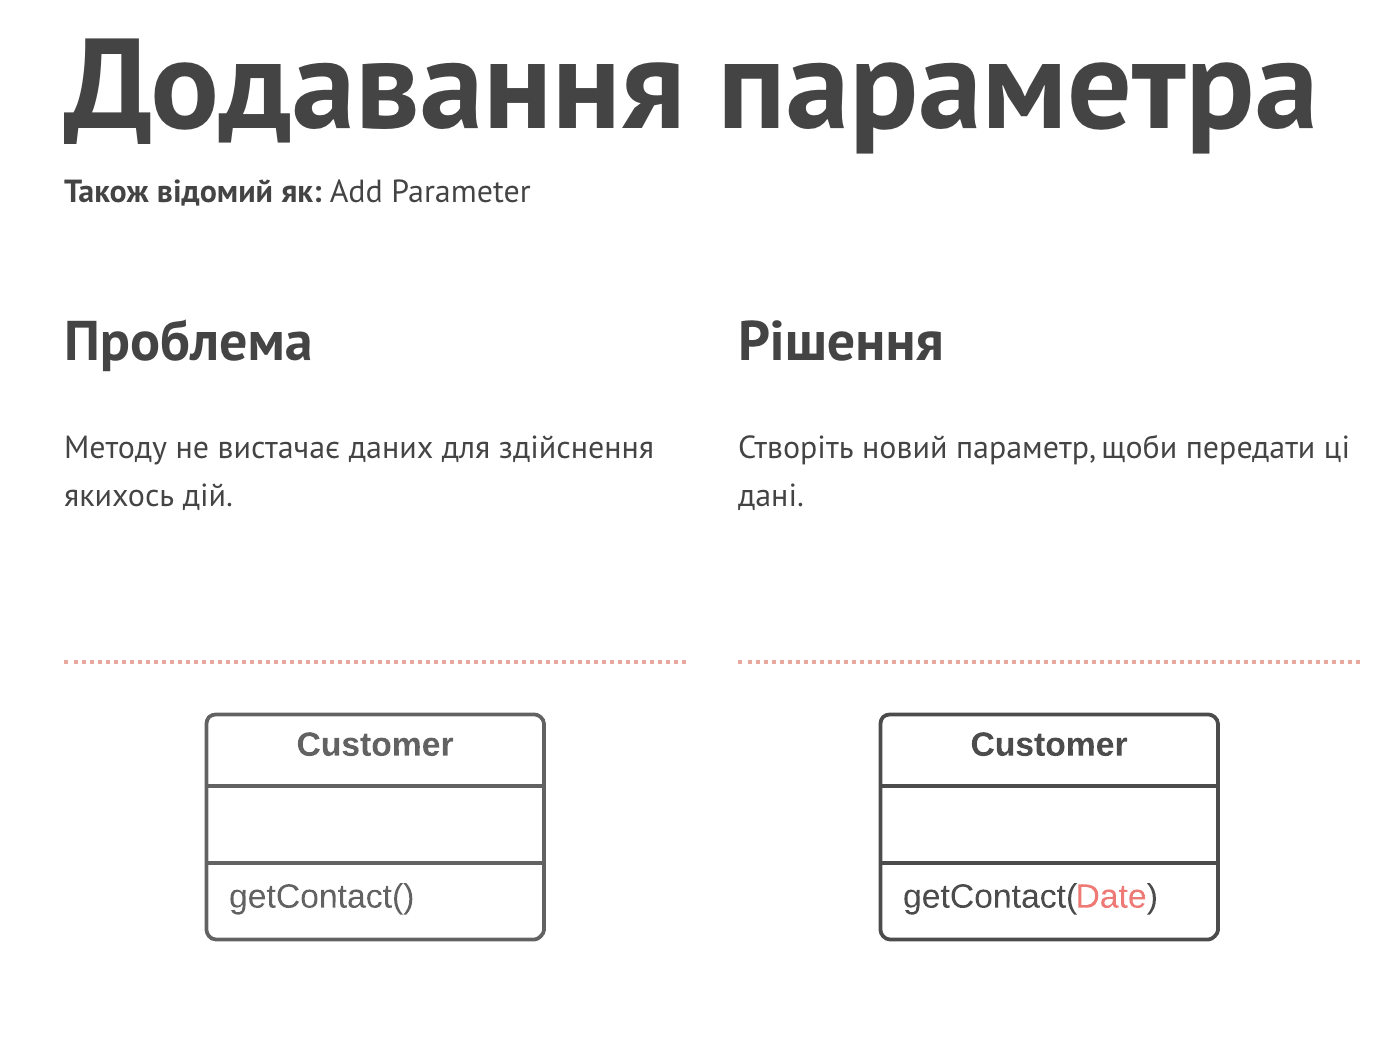 Додавання параметра
Також відомий як: Add Parameter
Проблема
Методу не вистачає даних для здійснення
якихось дій.
Рішення
Створіть новий параметр, щоби передати ці
дані.
Customer
getContact()
Customer
getContact(Date)